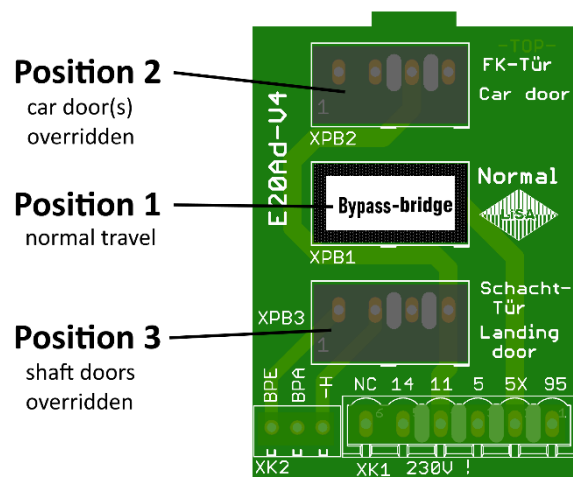 Position 2
car door(s)
overridden
Position 1
normal travel
Position 3
shaft doors
overridden
-TOP-
FK-Tür
Car door
1
XPB2
E20Ad-V4
Normal
Bypass-bridge
LiSA
XPB1
XPB3
Schacht-
Tür
Landing
door
1
BPE BPA -H
NC 14 11 5 5X 95
6 1
XK2 XK1 230V !